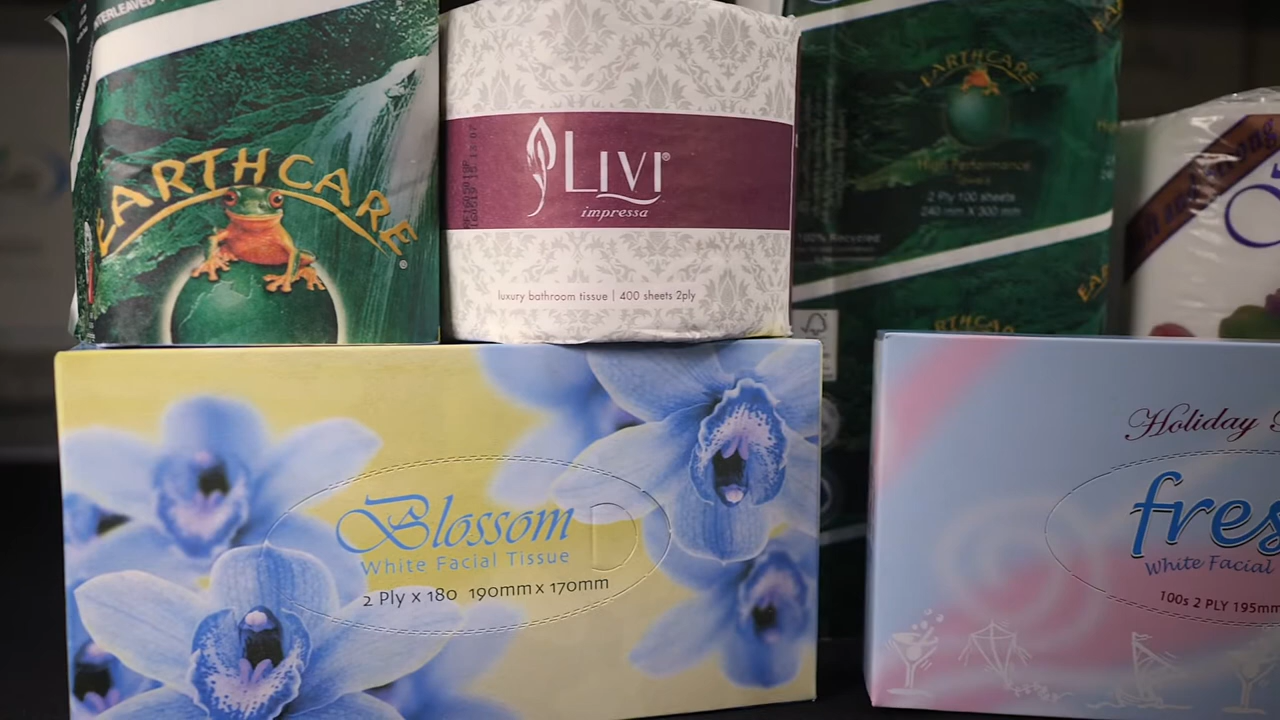 INTERLEAVED
EARTHCARE®
LIVI®
impressa
luxury bathroom tissue | 400 sheets 2ply
EARTHCARE
High Performance
2 Ply 100 sheets
240 mm X 300 mm
100% Recycled
FSC
Blossom
White Facial Tissue
2 Ply x 180 190mm x 170mm
Holiday
White Facial
100s 2 PLY 195mm